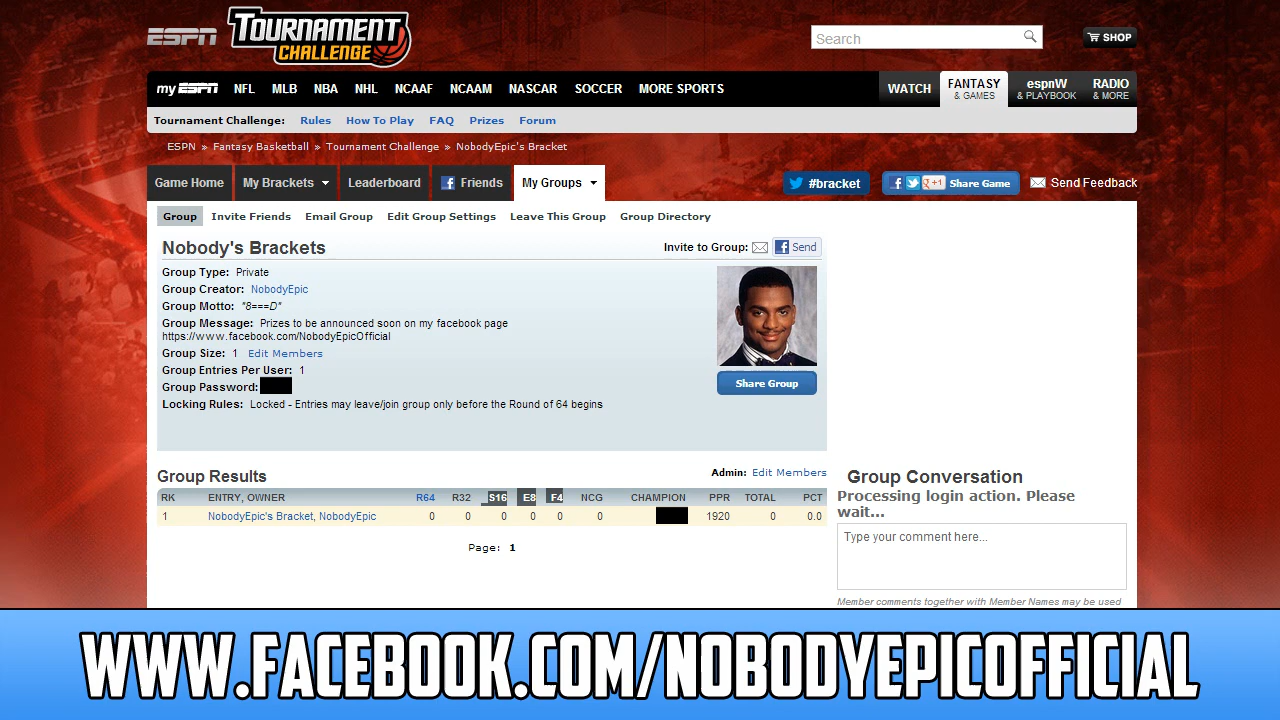 ESPN TOURNAMENT CHALLENGE
Search
SHOP
my ESPN NFL MLB NBA NHL NCAAF NCAAM NASCAR SOCCER MORE SPORTS WATCH FANTASY & GAMES espnW & PLAYBOOK RADIO & MORE
Tournament Challenge: Rules How To Play FAQ Prizes Forum
ESPN » Fantasy Basketball » Tournament Challenge » NobodyEpic's Bracket
Game Home My Brackets Leaderboard Friends My Groups #bracket +1 Share Game Send Feedback
Group Invite Friends Email Group Edit Group Settings Leave This Group Group Directory
Nobody's Brackets Invite to Group: Send
Group Type: Private
Group Creator: NobodyEpic
Group Motto: "8===D"
Group Message: Prizes to be announced soon on my facebook page
https://www.facebook.com/NobodyEpicOfficial
Group Size: 1 Edit Members
Group Entries Per User: 1
Group Password:
Share Group
Locking Rules: Locked - Entries may leave/join group only before the Round of 64 begins
Group Results Admin: Edit Members
RK ENTRY, OWNER R64 R32 S16 E8 F4 NCG CHAMPION PPR TOTAL PCT
1 NobodyEpic's Bracket, NobodyEpic 0 0 0 0 0 0 1920 0 0.0
Page: 1
Group Conversation
Processing login action. Please
wait...
Type your comment here...
Member comments together with Member Names may be used
WWW.FACEBOOK.COM/NOBODYEPICOFFICIAL